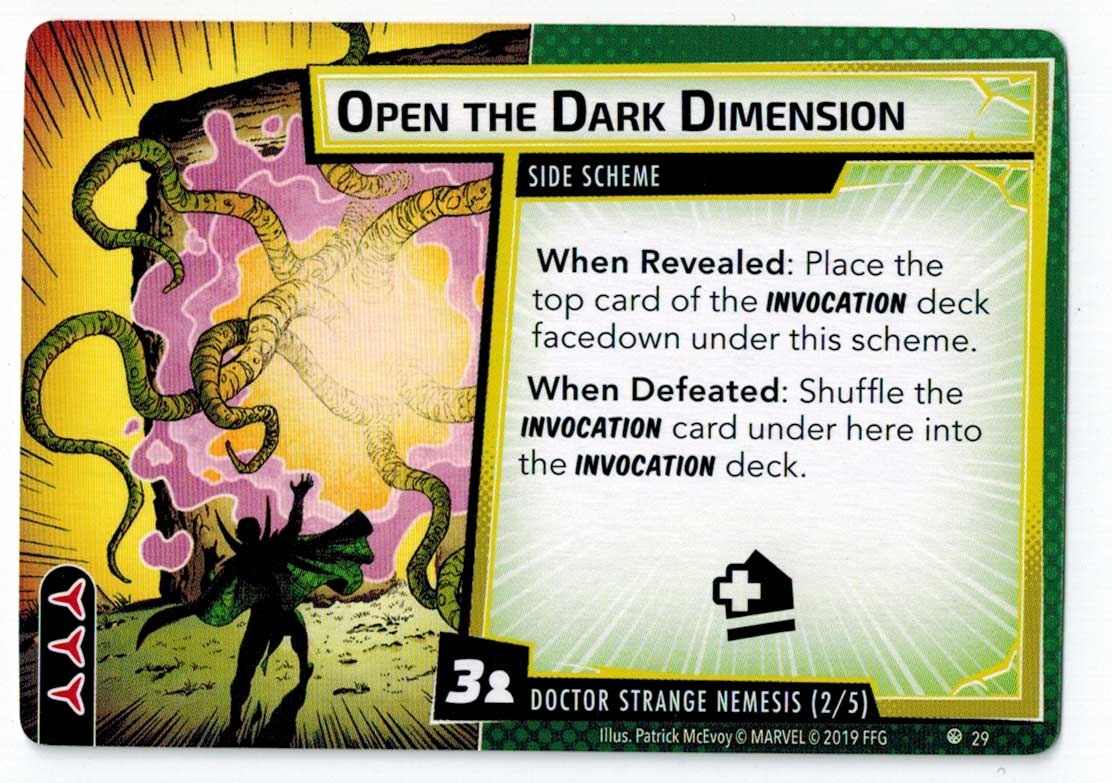 OPEN THE DARK DIMENSION
SIDE SCHEME
When Revealed: Place the
top card of the INVOCATION deck
facedown under this scheme.
When Defeated: Shuffle the
INVOCATION card under here into
the INVOCATION deck.
3
DOCTOR STRANGE NEMESIS (2/5)
Illus. Patrick McEvoy © MARVEL © 2019 FFG
29